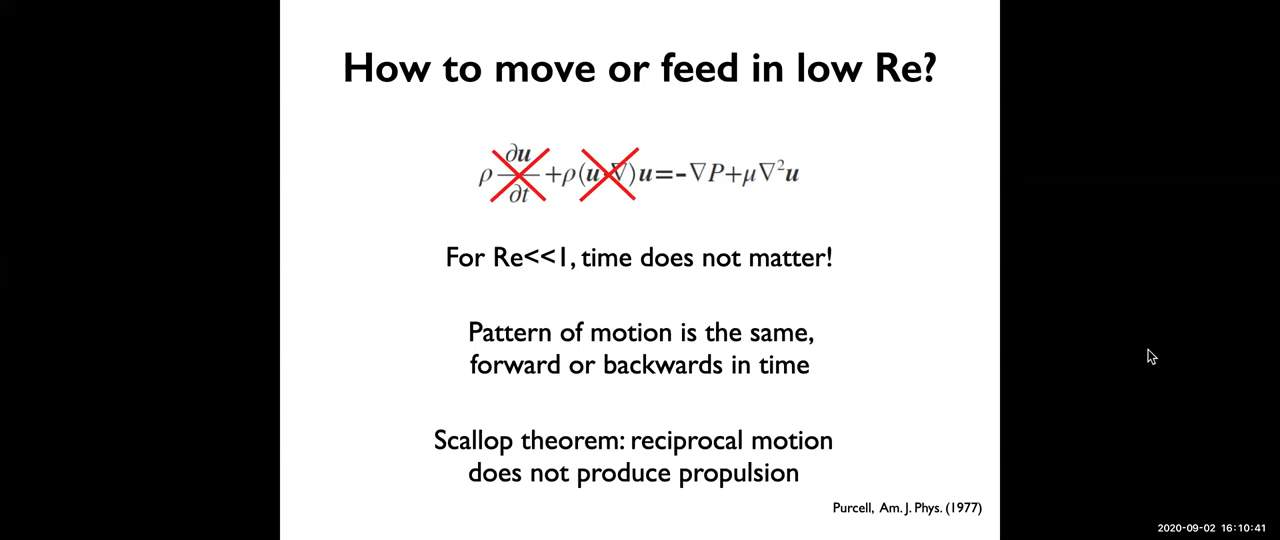 How to move or feed in low Re?
ρ ∂u/∂t +ρ(u·∇)u=-∇P+μ∇²u
For Re<<1, time does not matter!
Pattern of motion is the same,
forward or backwards in time
Scallop theorem: reciprocal motion
does not produce propulsion
Purcell, Am. J. Phys. (1977)
2020-09-02 16:10:41